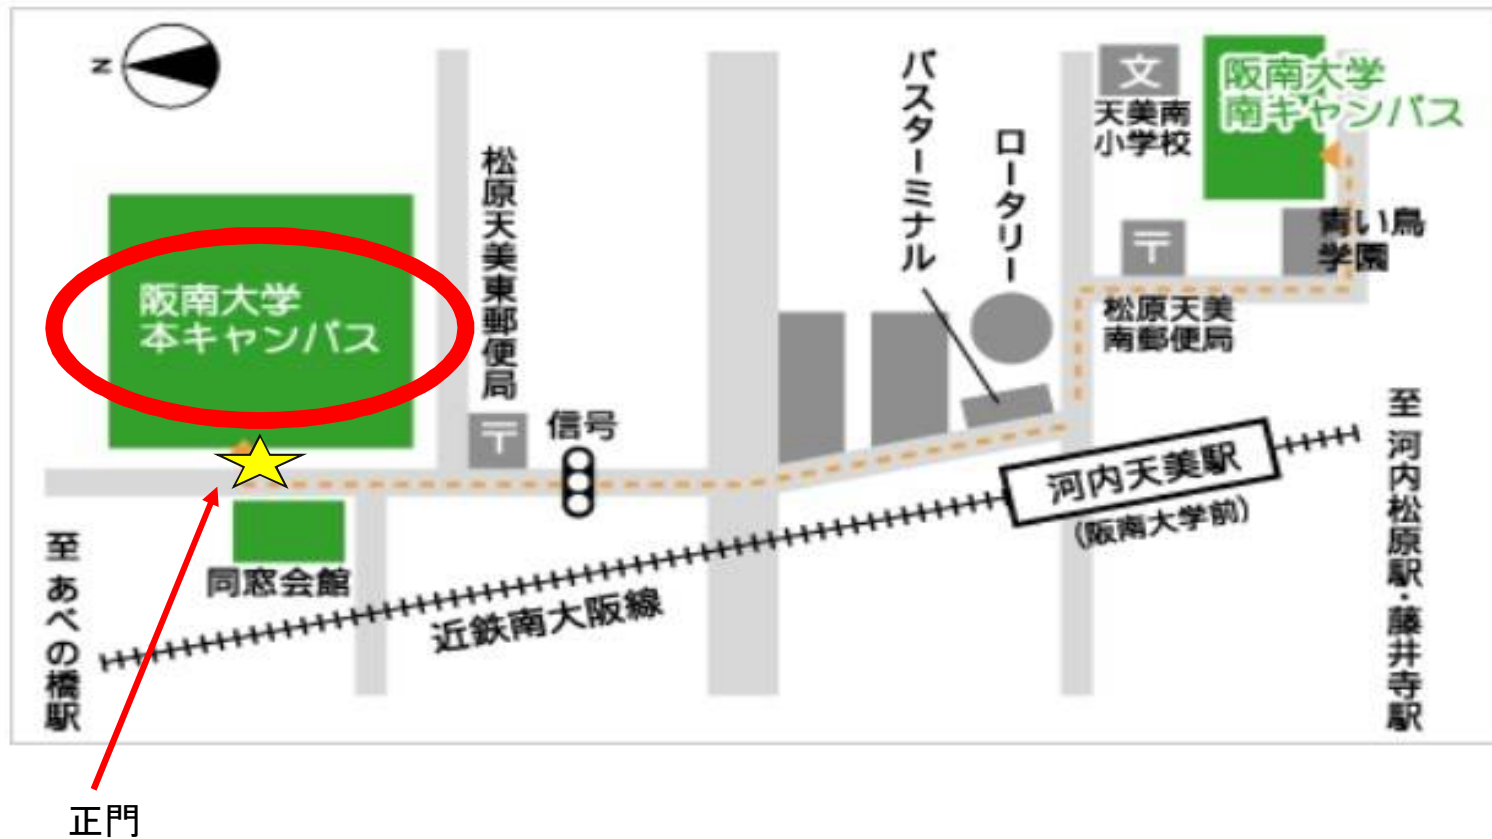 N
阪南大学
本キャンパス
松原天美東郵便局
〒
信号
同窓会館
至 あべの橋駅
近鉄南大阪線
バスターミナル
ロータリー
文
天美南
小学校
阪南大学
南キャンパス
〒
松原天美
南郵便局
青い鳥
学園
河内天美駅
(阪南大学前)
至 河内松原駅・藤井寺駅
正門